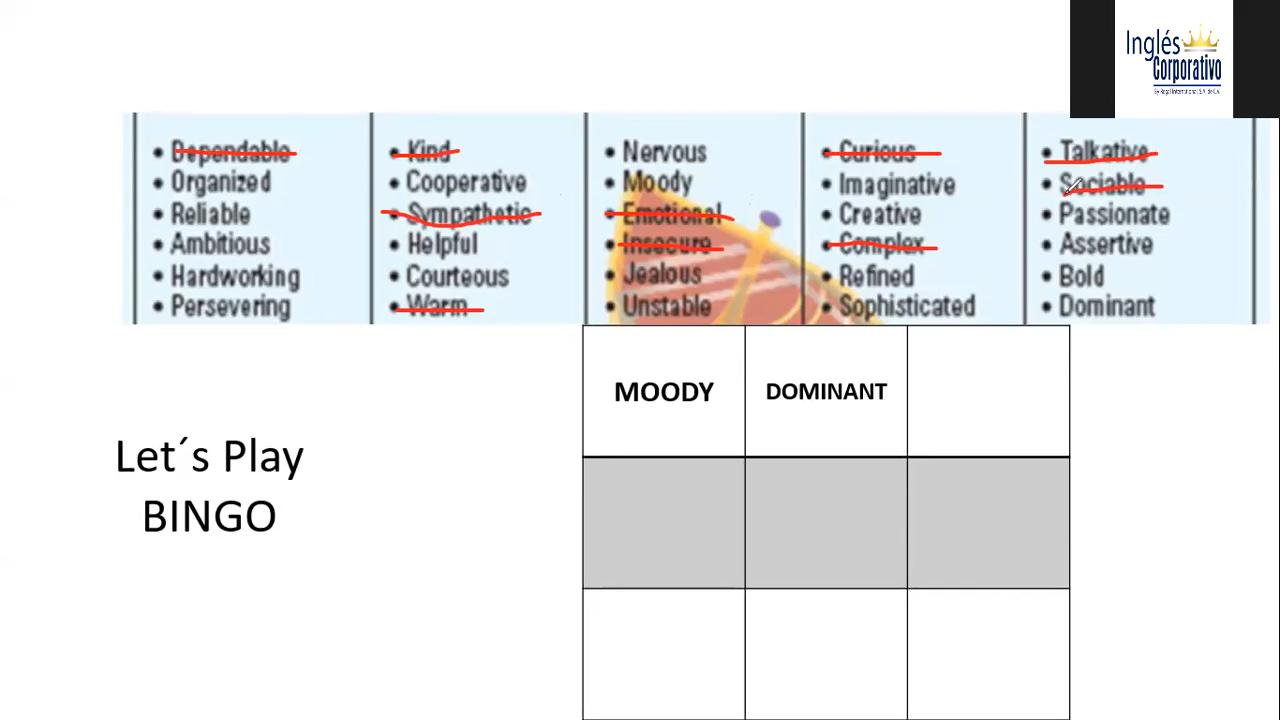 Inglés
Corporativo
• Dependable
• Organized
• Reliable
• Ambitious
• Hardworking
• Persevering
• Kind
• Cooperative
• Sympathetic
• Helpful
• Courteous
• Warm
• Nervous
• Moody
• Emotional
• Insecure
• Jealous
• Unstable
• Curious
• Imaginative
• Creative
• Complex
• Refined
• Sophisticated
• Talkative
• Sociable
• Passionate
• Assertive
• Bold
• Dominant
MOODY DOMINANT
Let´s Play
BINGO